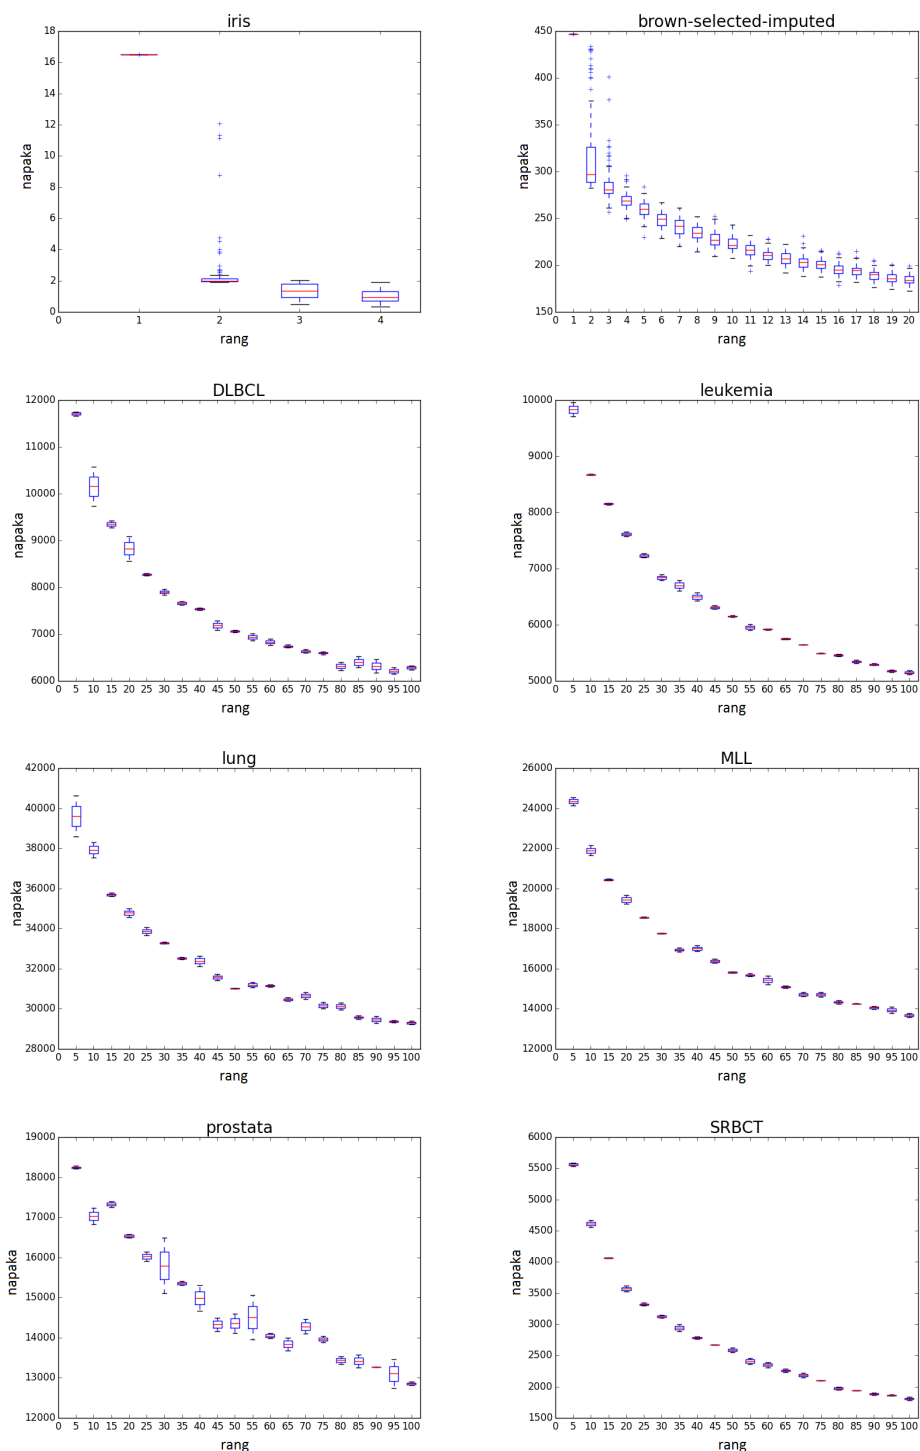 iris
18
16
14
12
10
8
6
4
2
0
napaka
0 1 2 3 4
rang
brown-selected-imputed
450
400
350
300
250
200
150
napaka
0 1 2 3 4 5 6 7 8 9 10 11 12 13 14 15 16 17 18 19 20
rang
DLBCL
12000
11000
10000
9000
8000
7000
6000
napaka
0 5 10 15 20 25 30 35 40 45 50 55 60 65 70 75 80 85 90 95 100
rang
leukemia
10000
9000
8000
7000
6000
5000
napaka
0 5 10 15 20 25 30 35 40 45 50 55 60 65 70 75 80 85 90 95 100
rang
lung
42000
40000
38000
36000
34000
32000
30000
28000
napaka
0 5 10 15 20 25 30 35 40 45 50 55 60 65 70 75 80 85 90 95 100
rang
MLL
26000
24000
22000
20000
18000
16000
14000
12000
napaka
0 5 10 15 20 25 30 35 40 45 50 55 60 65 70 75 80 85 90 95 100
rang
prostata
19000
18000
17000
16000
15000
14000
13000
12000
napaka
0 5 10 15 20 25 30 35 40 45 50 55 60 65 70 75 80 85 90 95 100
rang
SRBCT
6000
5500
5000
4500
4000
3500
3000
2500
2000
1500
napaka
0 5 10 15 20 25 30 35 40 45 50 55 60 65 70 75 80 85 90 95 100
rang